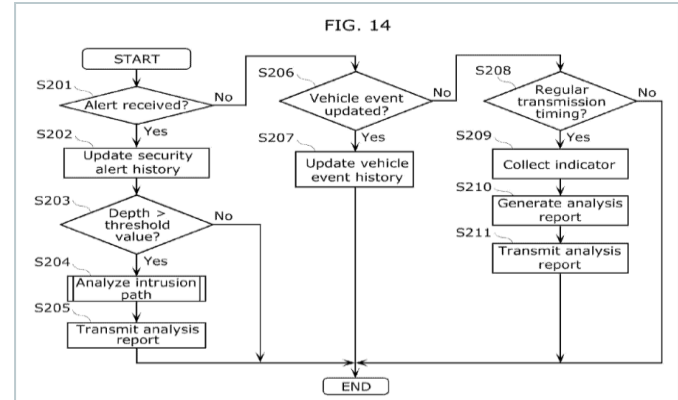 FIG. 14
START
S201
Alert received?
No
Yes
S202
Update security
alert history
S203
Depth >
threshold
value?
No
Yes
S204
Analyze intrusion
path
S205
Transmit analysis
report
S206
Vehicle event
updated?
No
Yes
S207
Update vehicle
event history
S208
Regular
transmission
timing?
No
Yes
S209
Collect indicator
S210
Generate analysis
report
S211
Transmit analysis
report
END